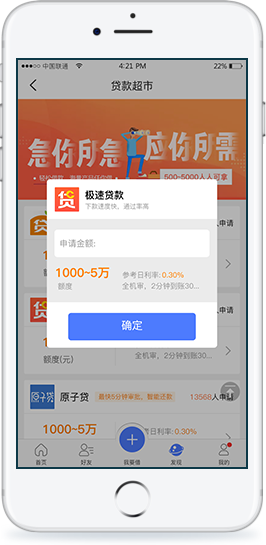 中国联通 4:21 PM 22%
贷款超市
急你所急 应你所需
500-5000人人可拿
贷
极速贷款
下款速度快，通过率高
申请金额:
1000~5万 参考日利率: 0.30%
额度 全机审，2分钟到账30...
确定
额度(元) 全机审，2分钟到账30...
原子贷 原子贷 最快5分钟审批，智能还款 13568人申请
1000~5万 参考日利率: 0.30%
首页 好友 我要借 发现 我的